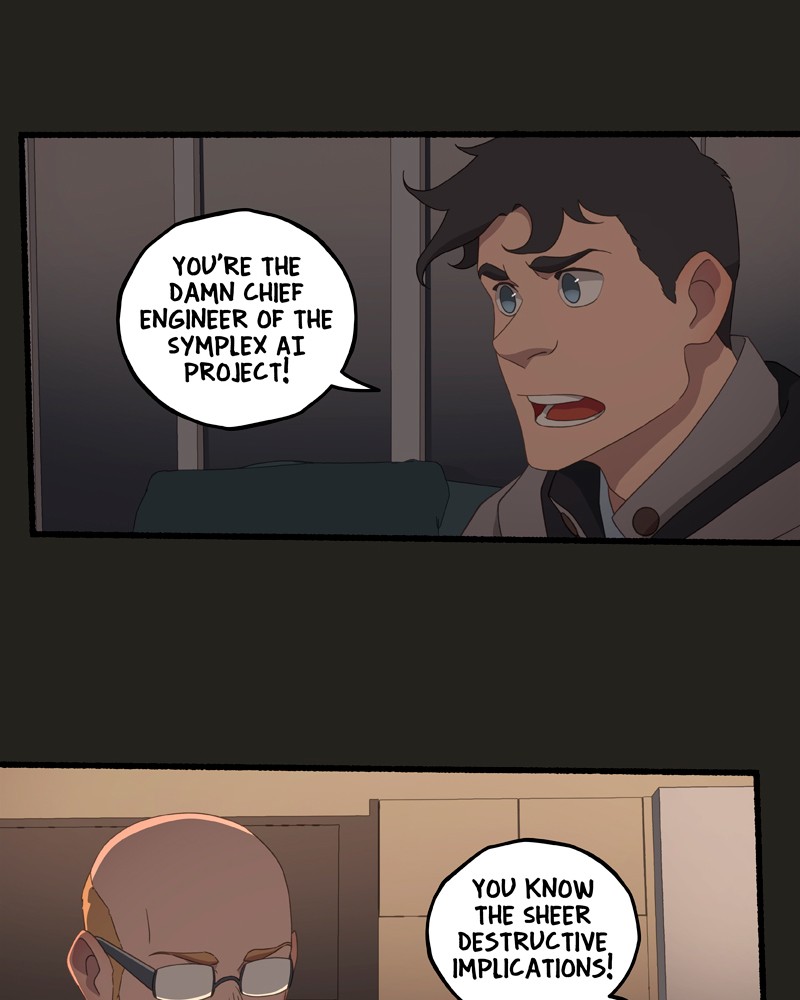 YOU'RE THE
DAMN CHIEF
ENGINEER OF THE
SYMPLEX AI
PROJECT!
YOU KNOW
THE SHEER
DESTRUCTIVE
IMPLICATIONS!